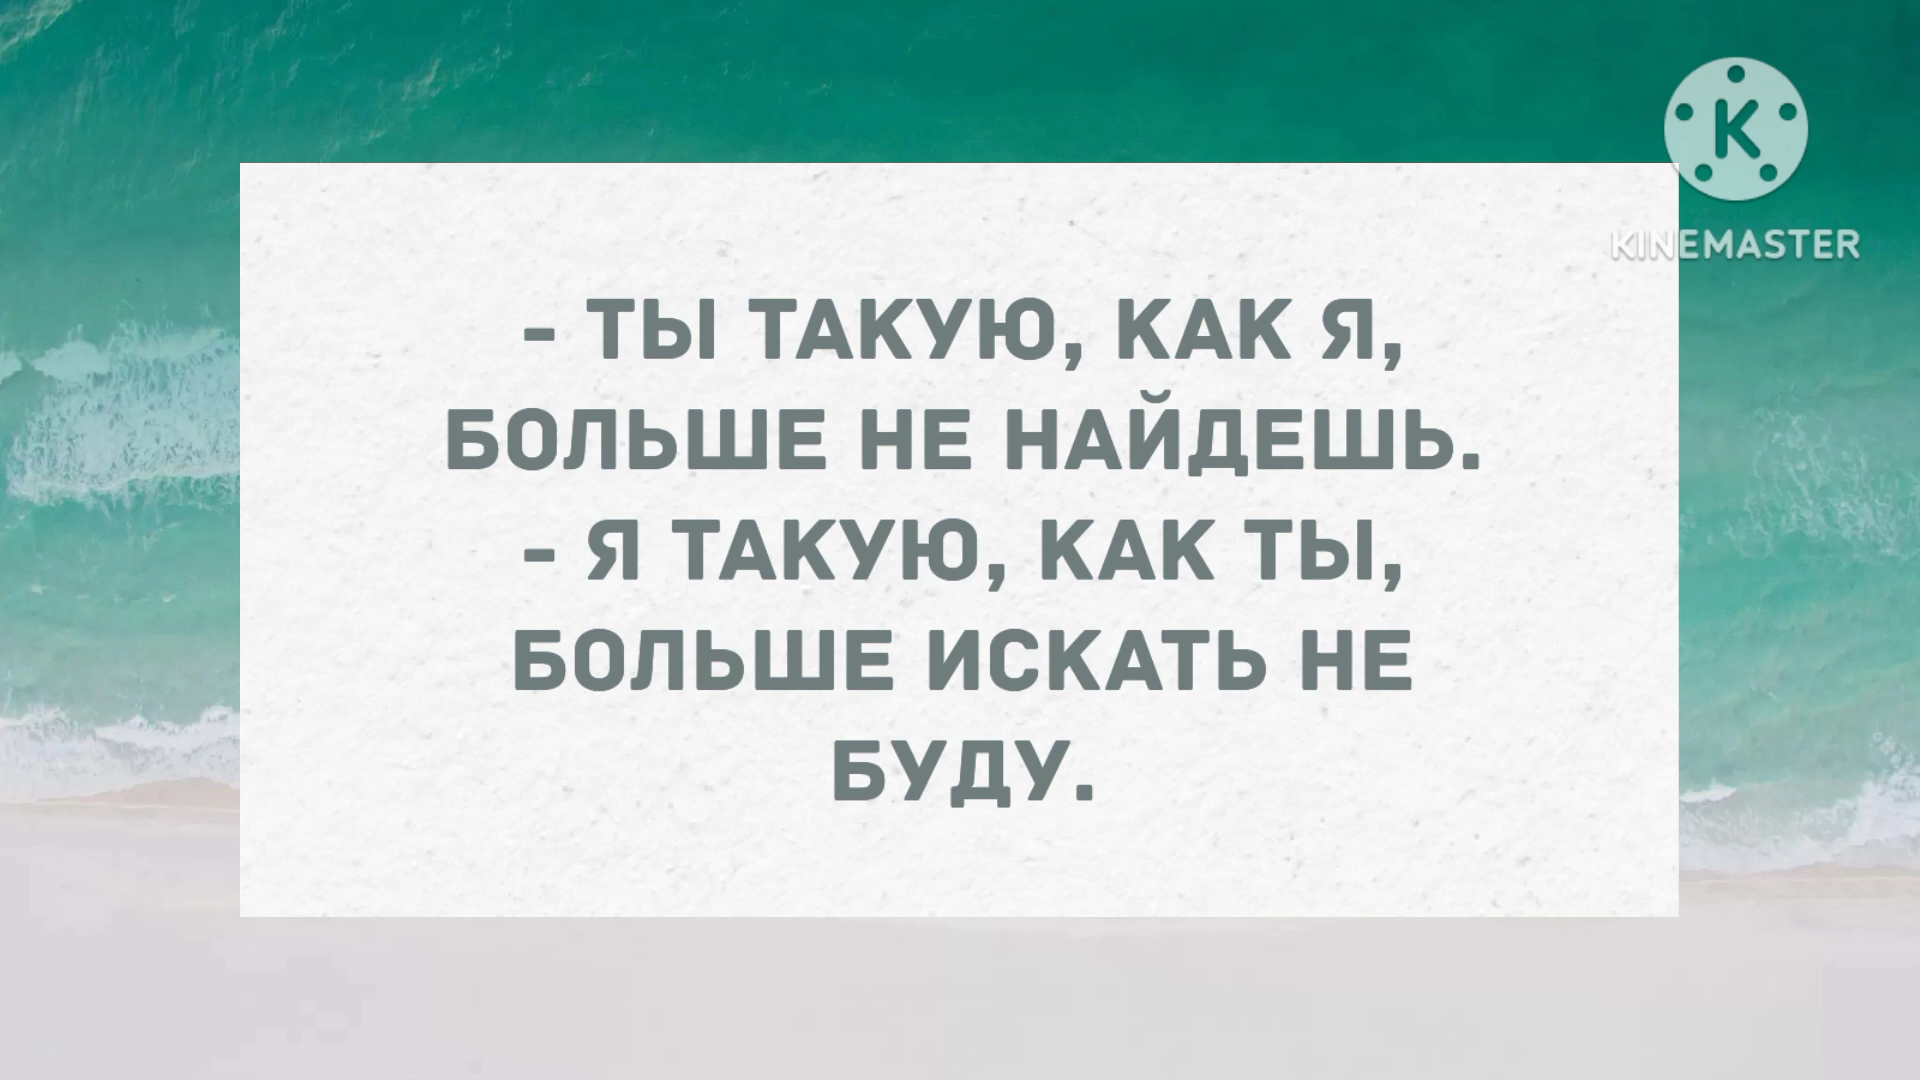 - ТЫ ТАКУЮ, КАК Я,
БОЛЬШЕ НЕ НАЙДЕШЬ.
- Я ТАКУЮ, КАК ТЫ,
БОЛЬШЕ ИСКАТЬ НЕ
БУДУ.
K
KINEMASTER